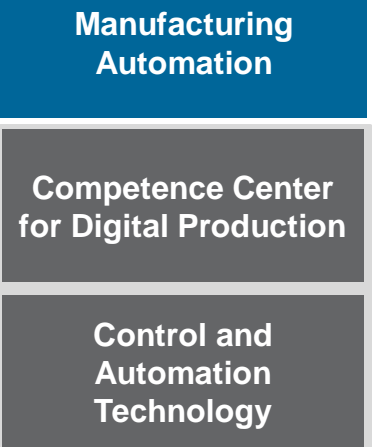 Manufacturing
Automation
Competence Center
for Digital Production
Control and
Automation
Technology